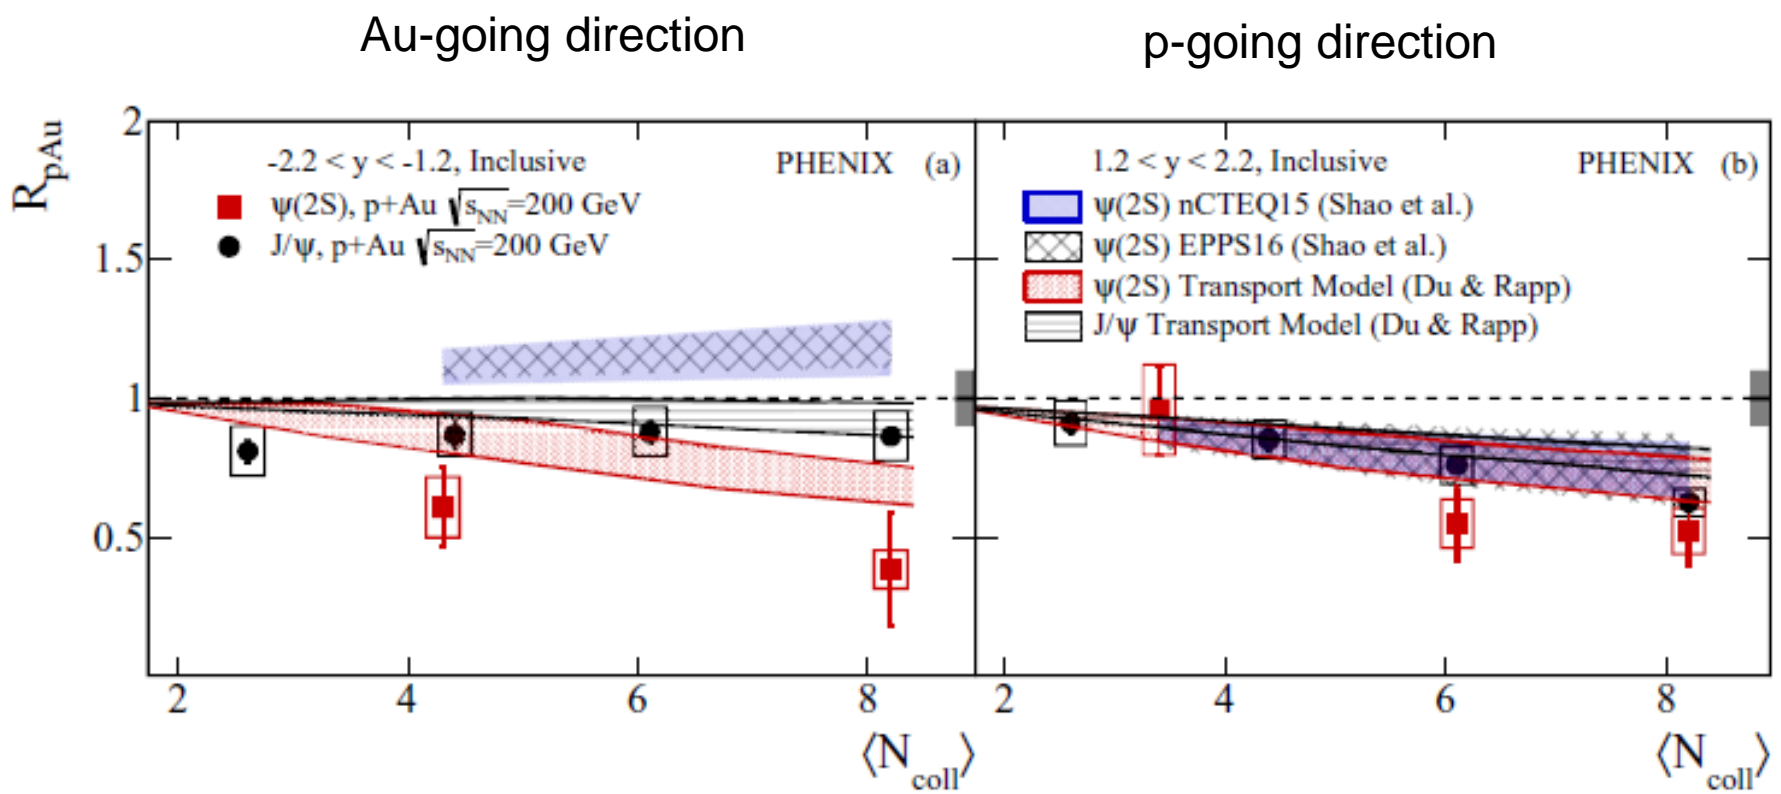 Au-going direction
p-going direction
R_pAu
2
1.5
1
0.5
-2.2 < y < -1.2, Inclusive
PHENIX (a)
ψ(2S), p+Au √s_NN=200 GeV
J/ψ, p+Au √s_NN=200 GeV
2 4 6 8
⟨N_coll⟩
1.2 < y < 2.2, Inclusive
PHENIX (b)
ψ(2S) nCTEQ15 (Shao et al.)
ψ(2S) EPPS16 (Shao et al.)
ψ(2S) Transport Model (Du & Rapp)
J/ψ Transport Model (Du & Rapp)
2 4 6 8
⟨N_coll⟩